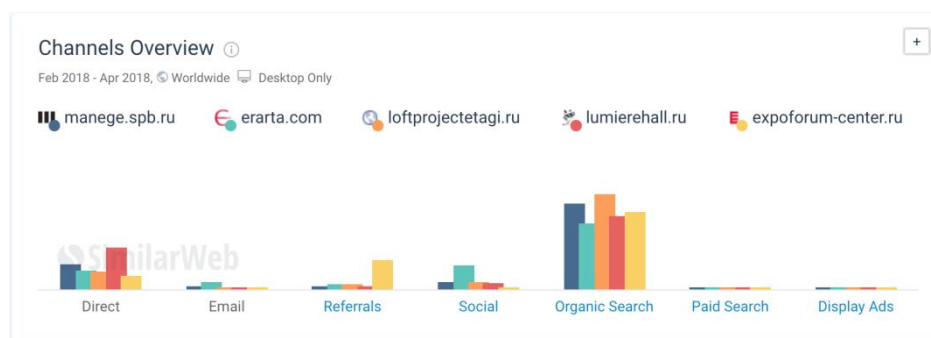 Channels Overview
+
Feb 2018 - Apr 2018, Worldwide Desktop Only
manege.spb.ru erarta.com loftprojectetagi.ru lumierehall.ru expoforum-center.ru
SimilarWeb
Direct Email Referrals Social Organic Search Paid Search Display Ads